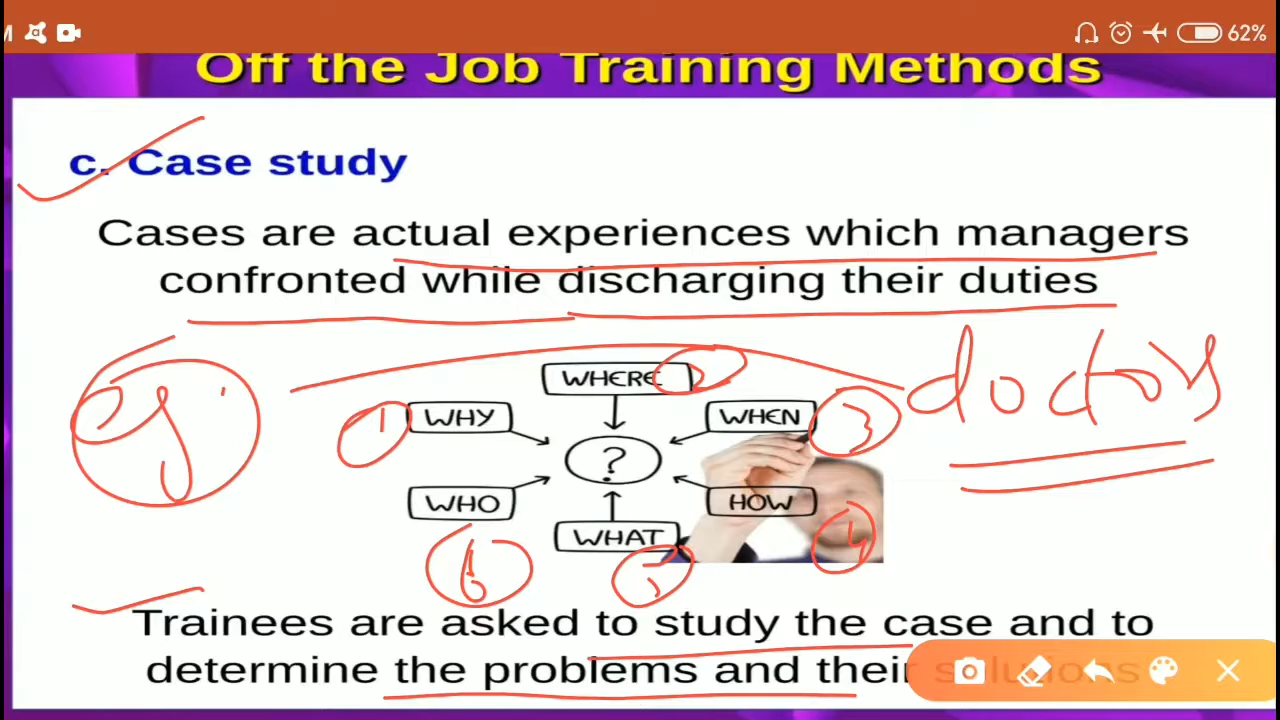 62%
Off the Job Training Methods
c. Case study
Cases are actual experiences which managers
confronted while discharging their duties
eg. doctors
WHERE 2
1 WHY WHEN 3
?
WHO HOW
WHAT 4
6 5
Trainees are asked to study the case and to
determine the problems and their solutions